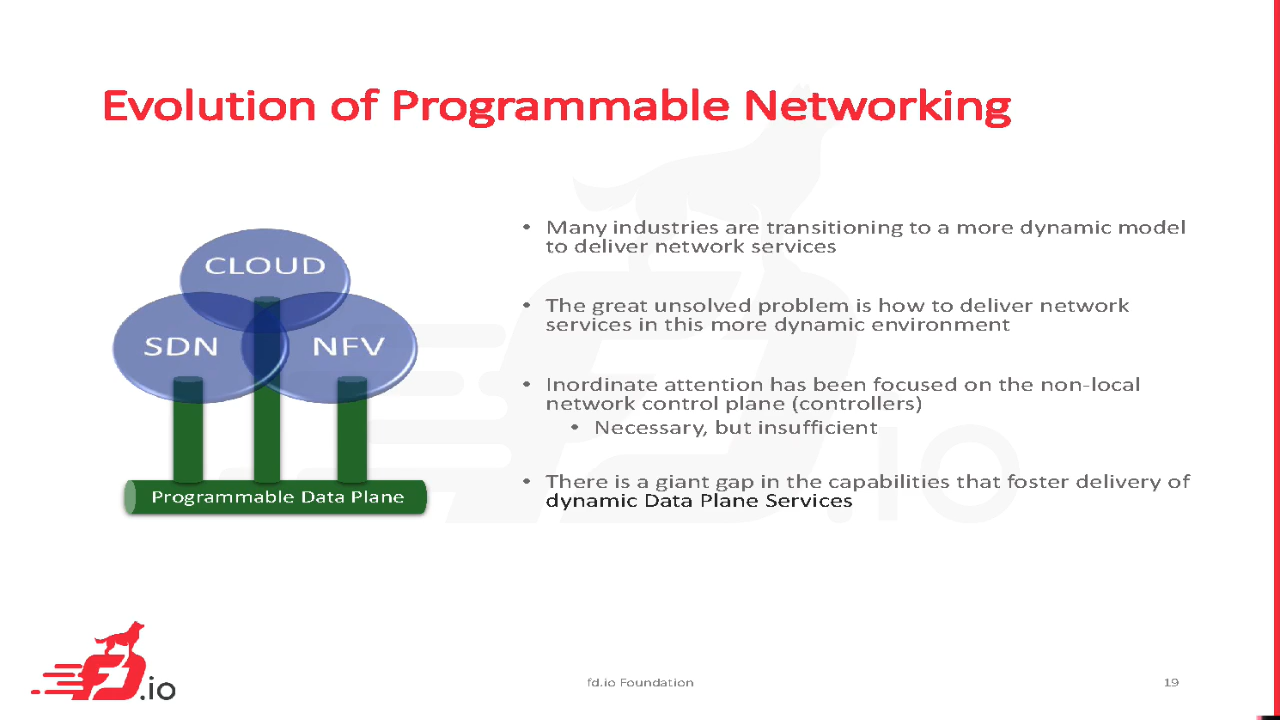 Evolution of Programmable Networking
CLOUD
SDN
NFV
Programmable Data Plane
• Many industries are transitioning to a more dynamic model
to deliver network services
• The great unsolved problem is how to deliver network
services in this more dynamic environment
• Inordinate attention has been focused on the non-local
network control plane (controllers)
• Necessary, but insufficient
• There is a giant gap in the capabilities that foster delivery of
dynamic Data Plane Services
.io
fd.io Foundation
19